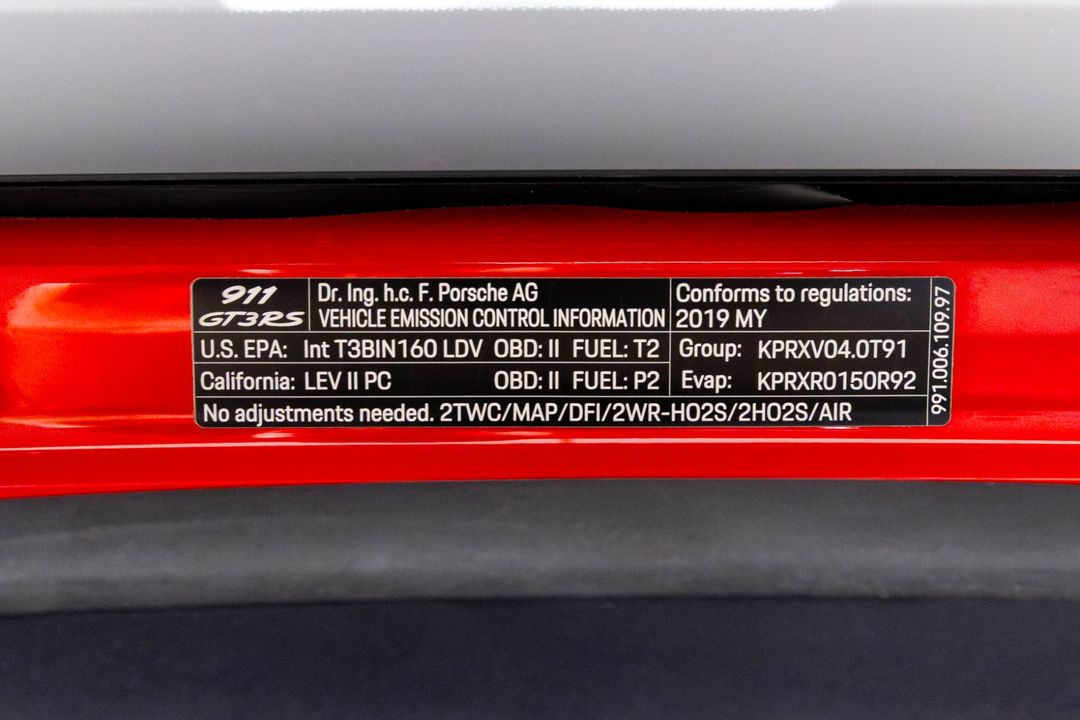 911
GT3RS
Dr. Ing. h.c. F. Porsche AG
VEHICLE EMISSION CONTROL INFORMATION
Conforms to regulations:
2019 MY
U.S. EPA: Int T3BIN160 LDV OBD: II FUEL: T2
Group: KPRXV04.0T91
California: LEV II PC OBD: II FUEL: P2
Evap: KPRXR0150R92
No adjustments needed. 2TWC/MAP/DFI/2WR-HO2S/2HO2S/AIR
991.006.109.97